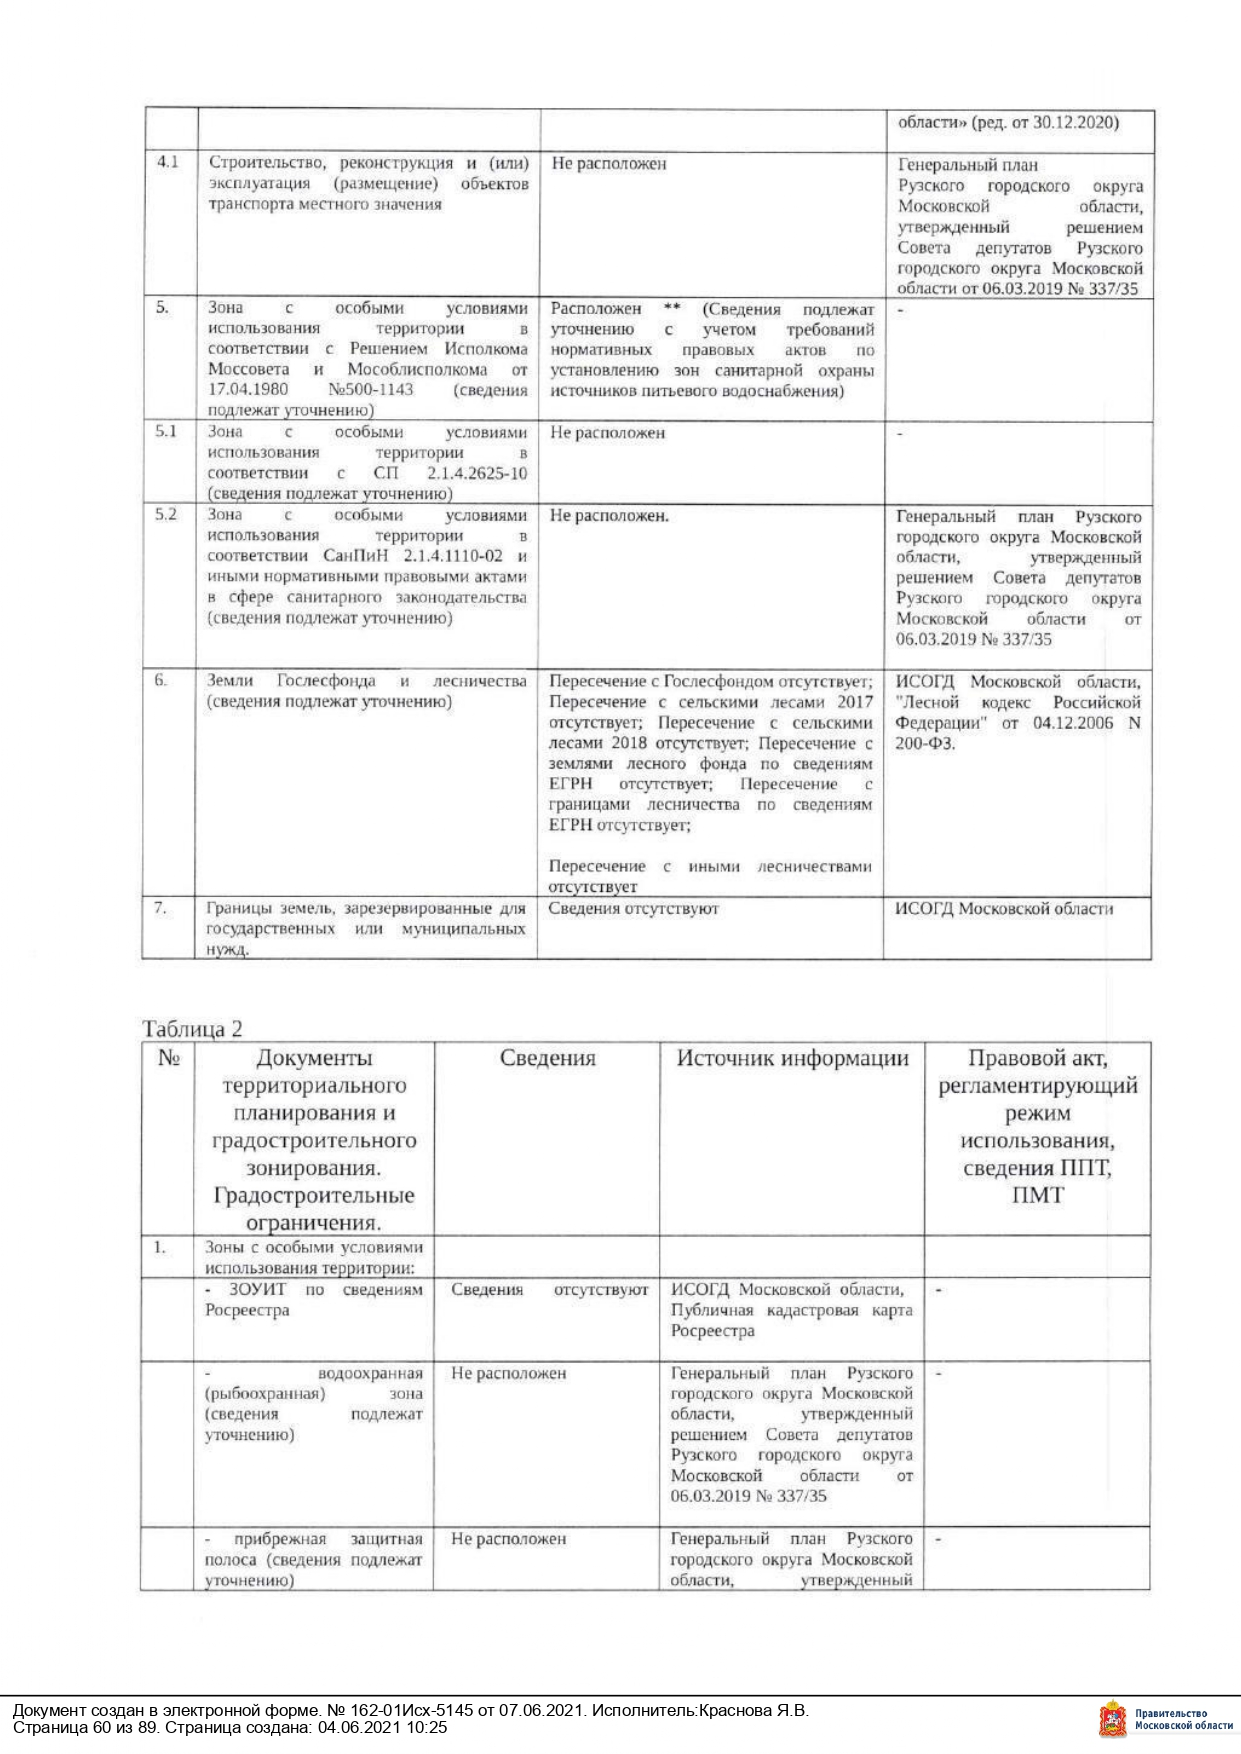 области» (ред. от 30.12.2020)
4.1
Строительство, реконструкция и (или)
эксплуатация (размещение) объектов
транспорта местного значения
Не расположен
Генеральный план
Рузского городского округа
Московской области,
утвержденный решением
Совета депутатов Рузского
городского округа Московской
области от 06.03.2019 № 337/35
5.
Зона с особыми условиями
использования территории в
соответствии с Решением Исполкома
Моссовета и Мособлисполкома от
17.04.1980 №500-1143 (сведения
подлежат уточнению)
Расположен ** (Сведения подлежат
уточнению с учетом требований
нормативных правовых актов по
установлению зон санитарной охраны
источников питьевого водоснабжения)
-
5.1
Зона с особыми условиями
использования территории в
соответствии с СП 2.1.4.2625-10
(сведения подлежат уточнению)
Не расположен
-
5.2
Зона с особыми условиями
использования территории в
соответствии СанПиН 2.1.4.1110-02 и
иными нормативными правовыми актами
в сфере санитарного законодательства
(сведения подлежат уточнению)
Не расположен.
Генеральный план Рузского
городского округа Московской
области, утвержденный
решением Совета депутатов
Рузского городского округа
Московской области от
06.03.2019 № 337/35
6.
Земли Гослесфонда и лесничества
(сведения подлежат уточнению)
Пересечение с Гослесфондом отсутствует;
Пересечение с сельскими лесами 2017
отсутствует; Пересечение с сельскими
лесами 2018 отсутствует; Пересечение с
землями лесного фонда по сведениям
ЕГРН отсутствует; Пересечение с
границами лесничества по сведениям
ЕГРН отсутствует;
Пересечение с иными лесничествами
отсутствует
ИСОГД Московской области,
"Лесной кодекс Российской
Федерации" от 04.12.2006 N
200-ФЗ.
7.
Границы земель, зарезервированные для
государственных или муниципальных
нужд.
Сведения отсутствуют
ИСОГД Московской области
Таблица 2
№
Документы
территориального
планирования и
градостроительного
зонирования.
Градостроительные
ограничения.
Сведения
Источник информации
Правовой акт,
регламентирующий
режим
использования,
сведения ППТ,
ПМТ
1.
Зоны с особыми условиями
использования территории:
- ЗОУИТ по сведениям
Росреестра
Сведения отсутствуют
ИСОГД Московской области,
Публичная кадастровая карта
Росреестра
-
- водоохранная
(рыбоохранная) зона
(сведения подлежат
уточнению)
Не расположен
Генеральный план Рузского
городского округа Московской
области, утвержденный
решением Совета депутатов
Рузского городского округа
Московской области от
06.03.2019 № 337/35
-
- прибрежная защитная
полоса (сведения подлежат
уточнению)
Не расположен
Генеральный план Рузского
городского округа Московской
области, утвержденный
-
Документ создан в электронной форме. № 162-01Исх-5145 от 07.06.2021. Исполнитель:Краснова Я.В.
Страница 60 из 89. Страница создана: 04.06.2021 10:25
Правительство
Московской области